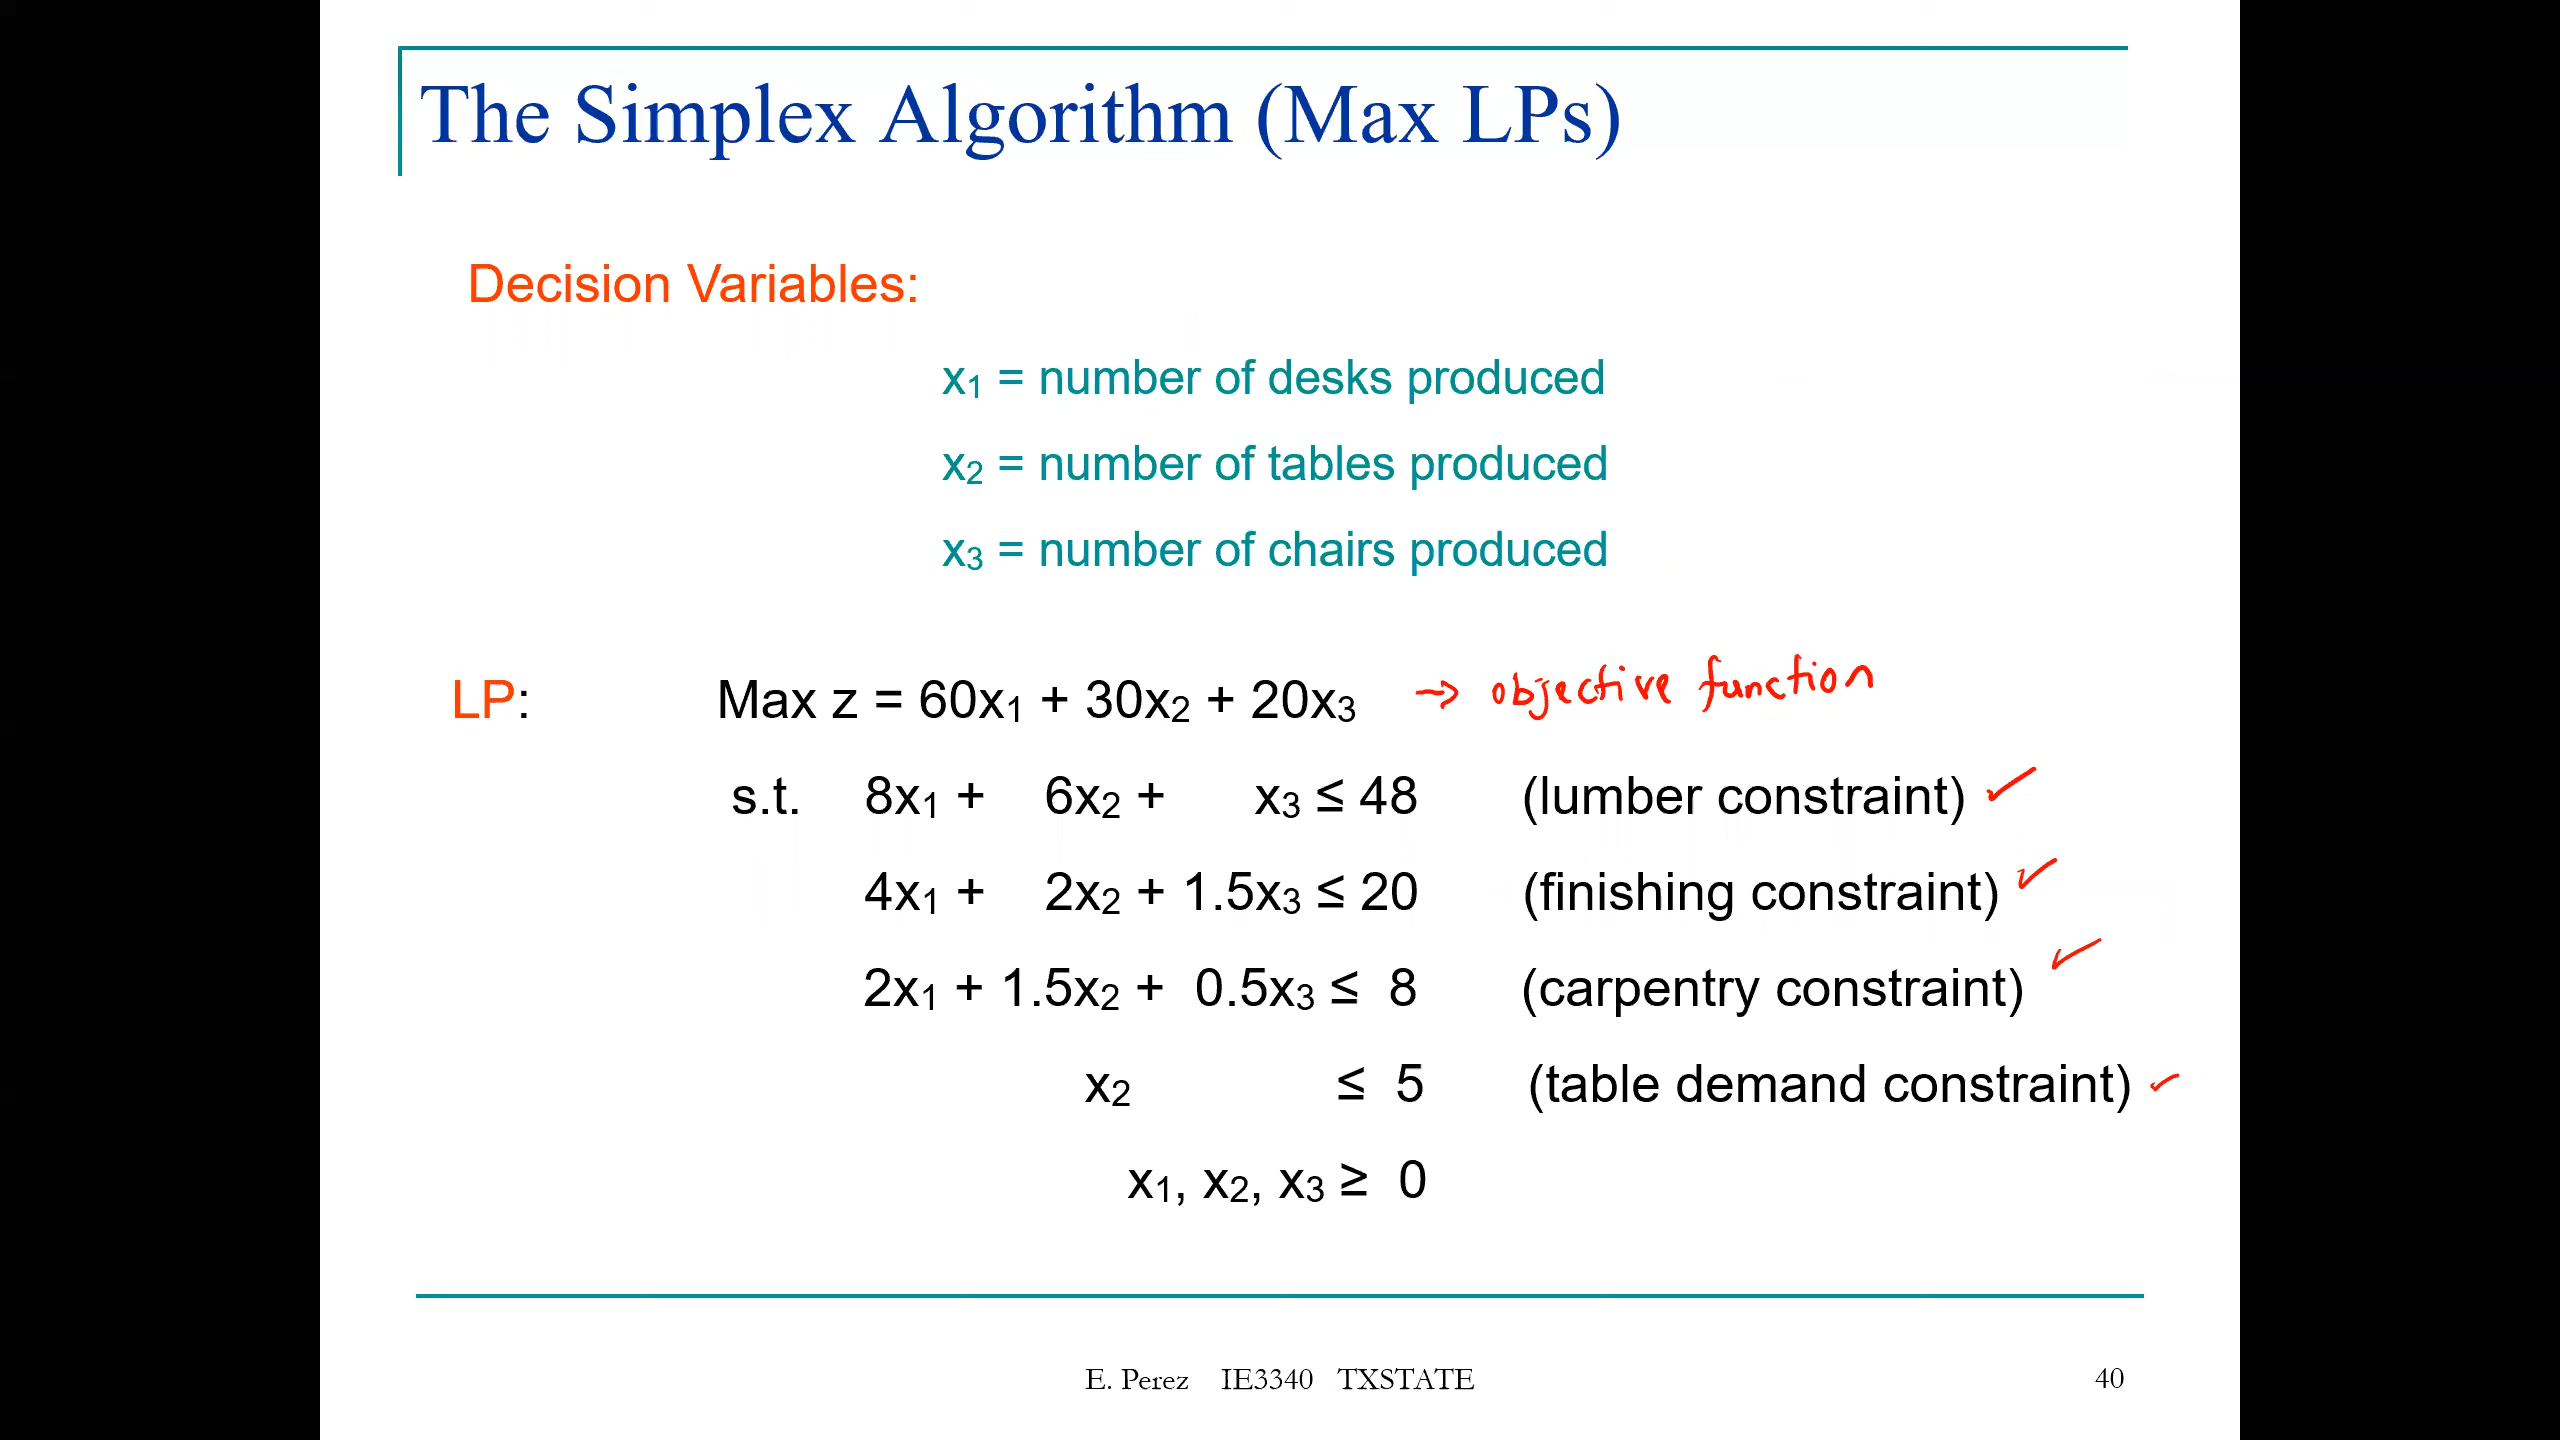 The Simplex Algorithm (Max LPs)
Decision Variables:
x₁ = number of desks produced
x₂ = number of tables produced
x₃ = number of chairs produced
LP: Max z = 60x₁ + 30x₂ + 20x₃ → objective function
s.t. 8x₁ + 6x₂ + x₃ ≤ 48 (lumber constraint) ✓
4x₁ + 2x₂ + 1.5x₃ ≤ 20 (finishing constraint) ✓
2x₁ + 1.5x₂ + 0.5x₃ ≤ 8 (carpentry constraint) ✓
x₂ ≤ 5 (table demand constraint) ✓
x₁, x₂, x₃ ≥ 0
E. Perez IE3340 TXSTATE 40